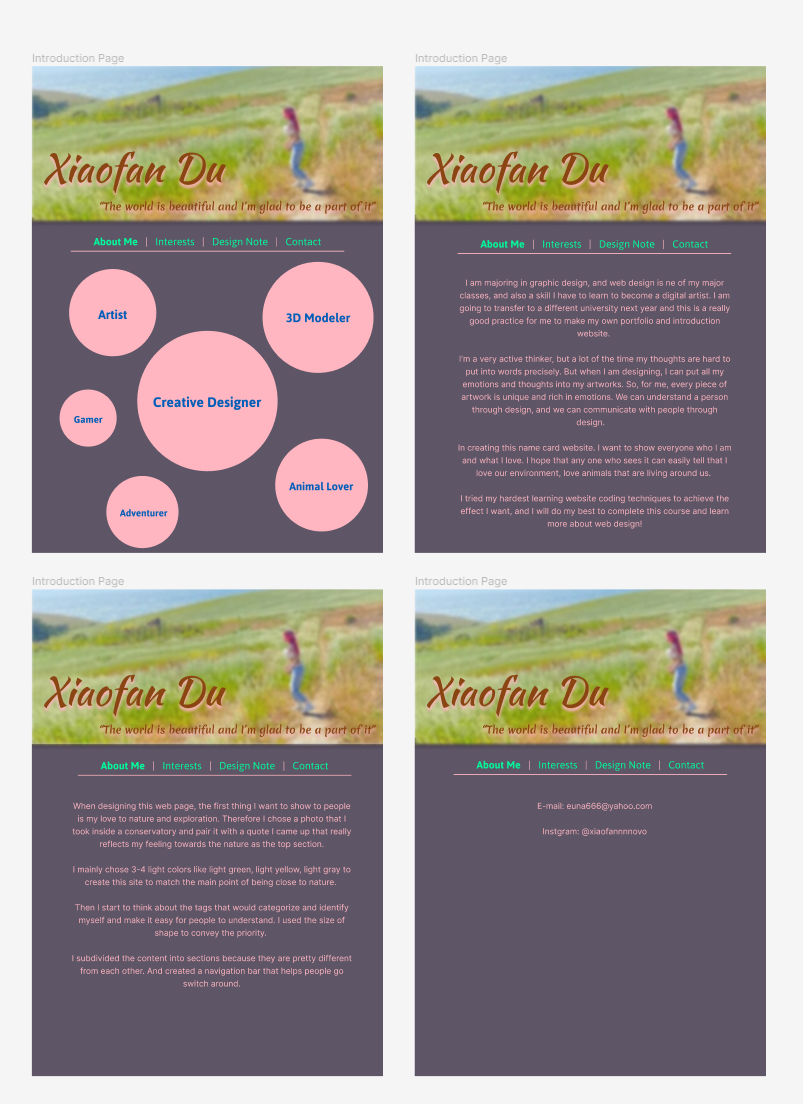 Introduction Page
Xiaofan Du
"The world is beautiful and I'm glad to be a part of it"
About Me | Interests | Design Note | Contact
Artist
3D Modeler
Creative Designer
Gamer
Animal Lover
Adventurer
Introduction Page
Xiaofan Du
"The world is beautiful and I'm glad to be a part of it"
About Me | Interests | Design Note | Contact
I am majoring in graphic design, and web design is ne of my major
classes, and also a skill I have to learn to become a digital artist. I am
going to transfer to a different university next year and this is a really
good practice for me to make my own portfolio and introduction
website.
I'm a very active thinker, but a lot of the time my thoughts are hard to
put into words precisely. But when I am designing, I can put all my
emotions and thoughts into my artworks. So, for me, every piece of
artwork is unique and rich in emotions. We can understand a person
through design, and we can communicate with people through
design.
In creating this name card website. I want to show everyone who I am
and what I love. I hope that any one who sees it can easily tell that I
love our environment, love animals that are living around us.
I tried my hardest learning website coding techniques to achieve the
effect I want, and I will do my best to complete this course and learn
more about web design!
Introduction Page
Xiaofan Du
"The world is beautiful and I'm glad to be a part of it"
About Me | Interests | Design Note | Contact
When designing this web page, the first thing I want to show to people
is my love to nature and exploration. Therefore I chose a photo that I
took inside a conservatory and pair it with a quote I came up that really
reflects my feeling towards the nature as the top section.
I mainly chose 3-4 light colors like light green, light yellow, light gray to
create this site to match the main point of being close to nature.
Then I start to think about the tags that would categorize and identify
myself and make it easy for people to understand. I used the size of
shape to convey the priority.
I subdivided the content into sections because they are pretty different
from each other. And created a navigation bar that helps people go
switch around.
Introduction Page
Xiaofan Du
"The world is beautiful and I'm glad to be a part of it"
About Me | Interests | Design Note | Contact
E-mail: euna666@yahoo.com
Instgram: @xiaofannnnovo